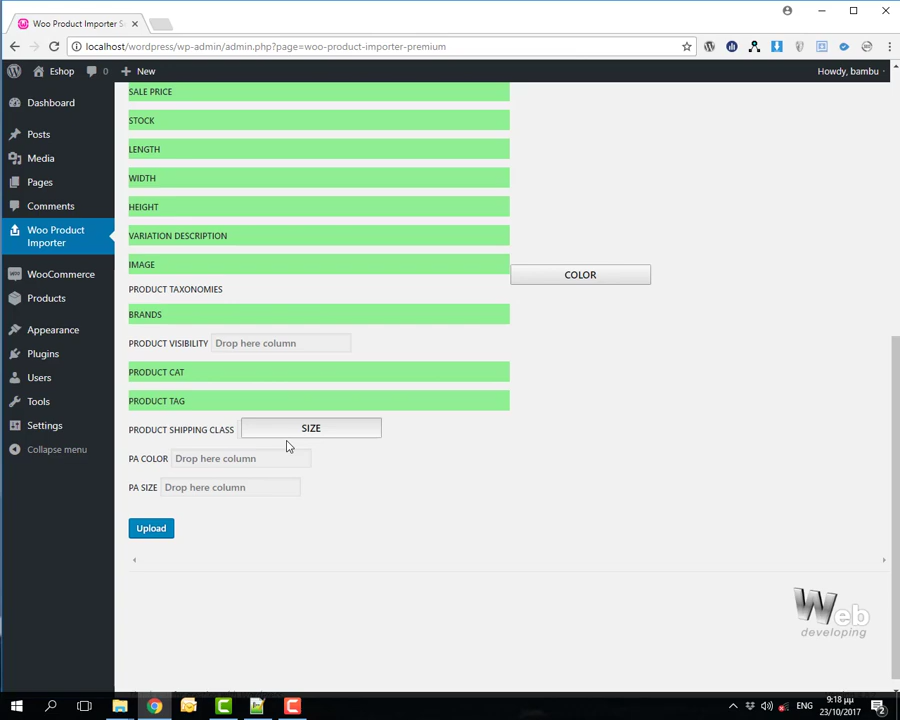 Woo Product Importer S
localhost/wordpress/wp-admin/admin.php?page=woo-product-importer-premium
Eshop
0
New
Howdy, bambu
Dashboard
Posts
Media
Pages
Comments
Woo Product
Importer
WooCommerce
Products
Appearance
Plugins
Users
Tools
Settings
Collapse menu
SALE PRICE
STOCK
LENGTH
WIDTH
HEIGHT
VARIATION DESCRIPTION
IMAGE
COLOR
PRODUCT TAXONOMIES
BRANDS
PRODUCT VISIBILITY Drop here column
PRODUCT CAT
PRODUCT TAG
PRODUCT SHIPPING CLASS SIZE
PA COLOR Drop here column
PA SIZE Drop here column
Upload
Web
developing
ENG
9:18 μμ
23/10/2017
2